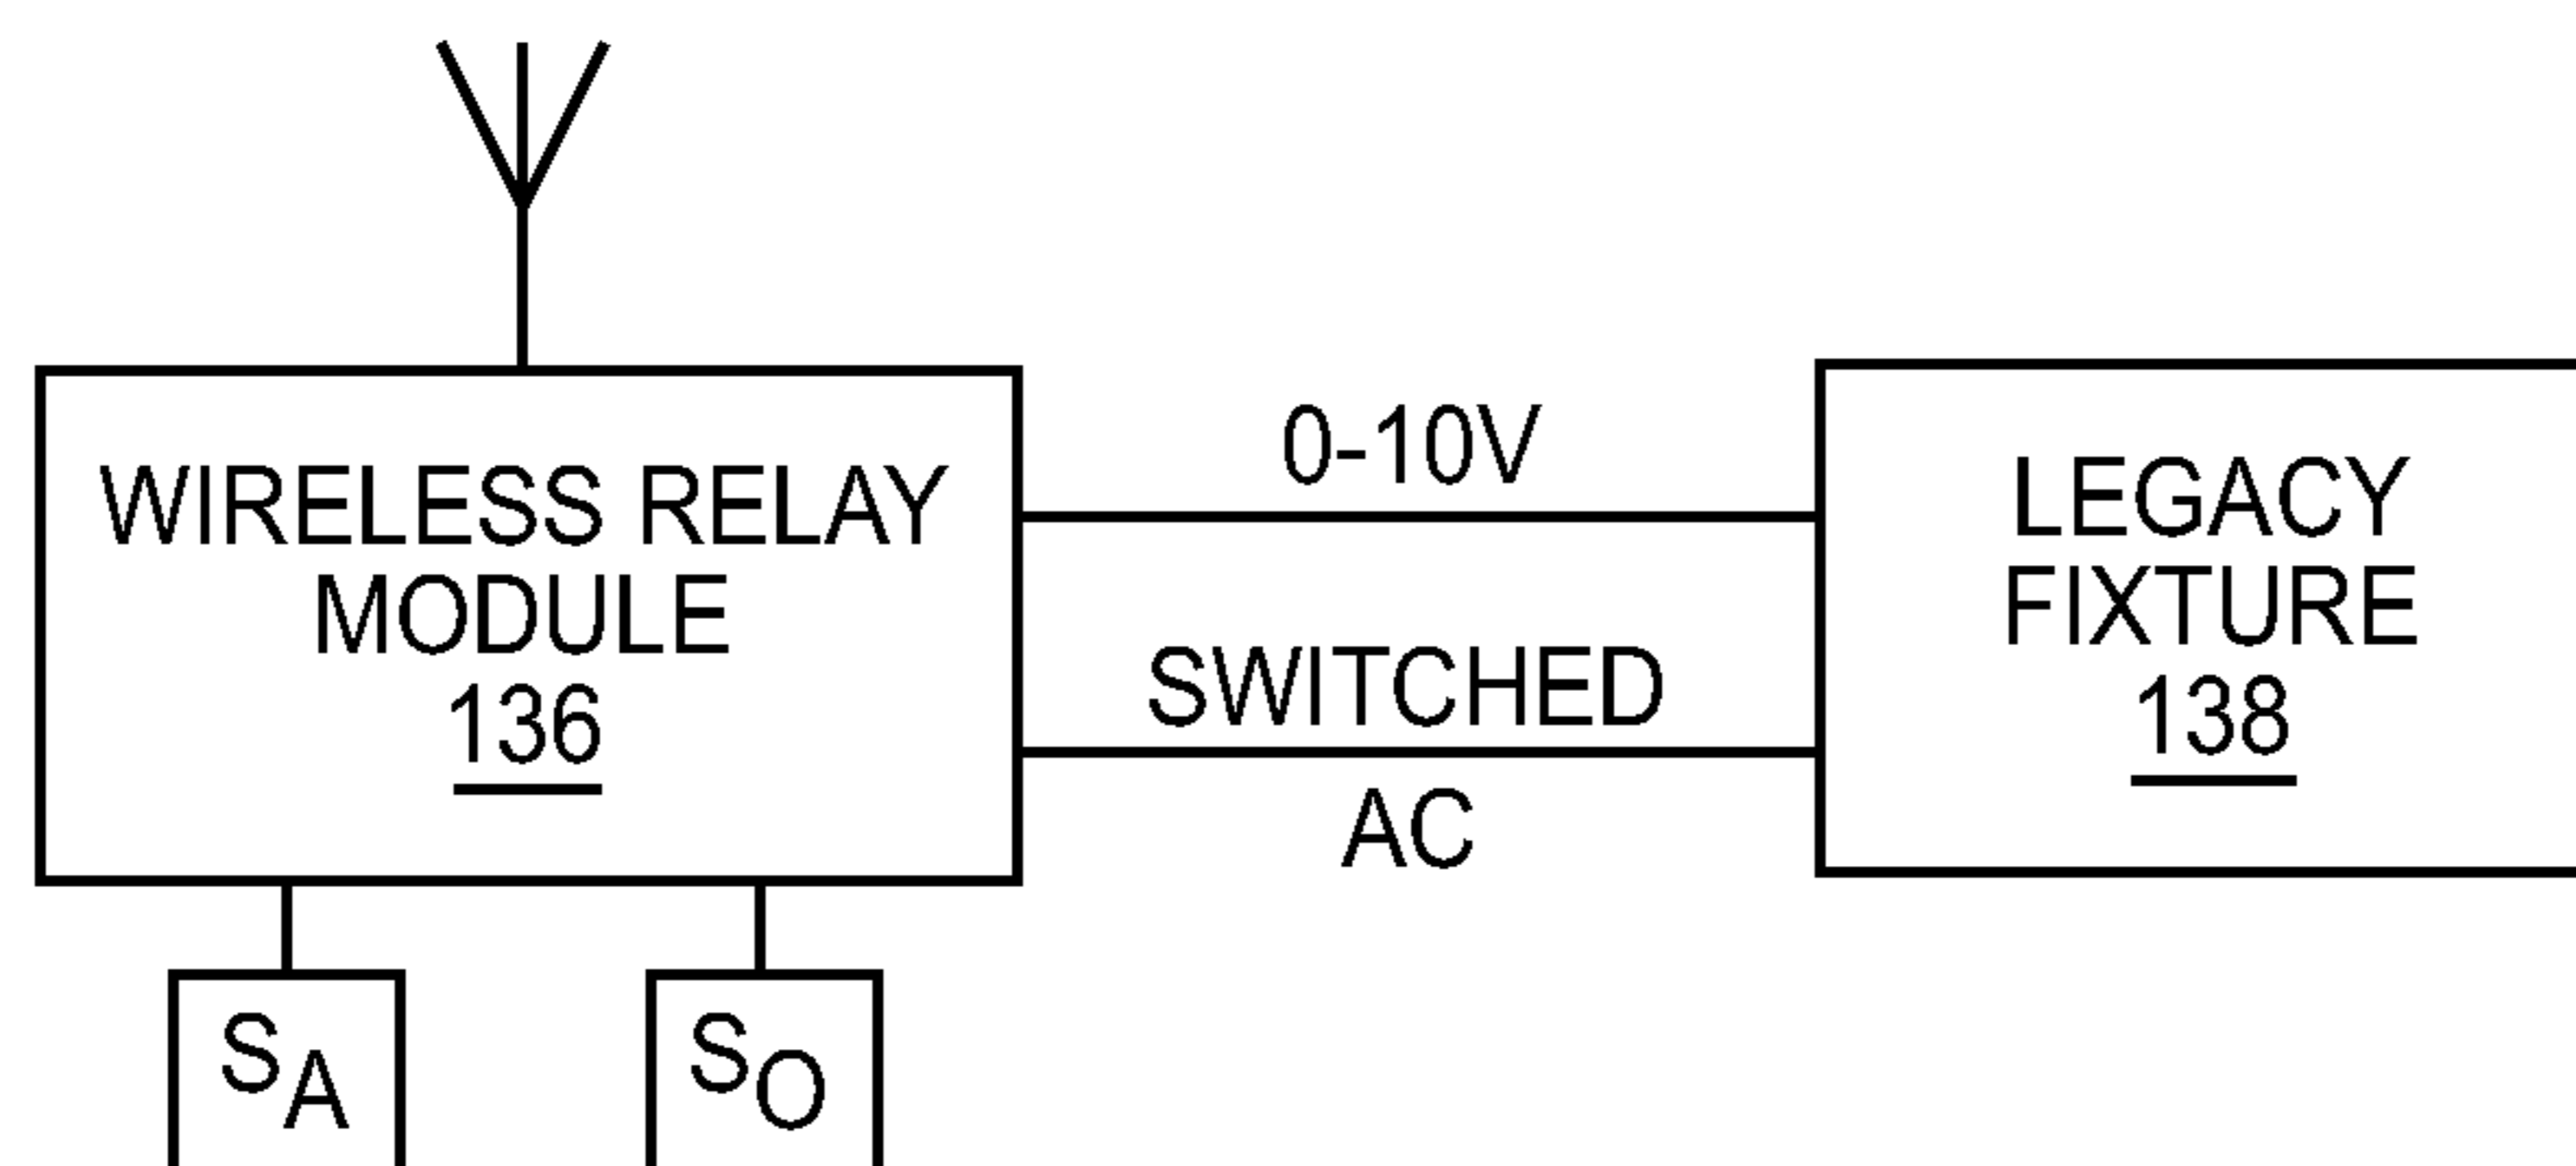 0-10V
WIRELESS RELAY
MODULE
136
SWITCHED
AC
LEGACY
FIXTURE
138
SA
SO